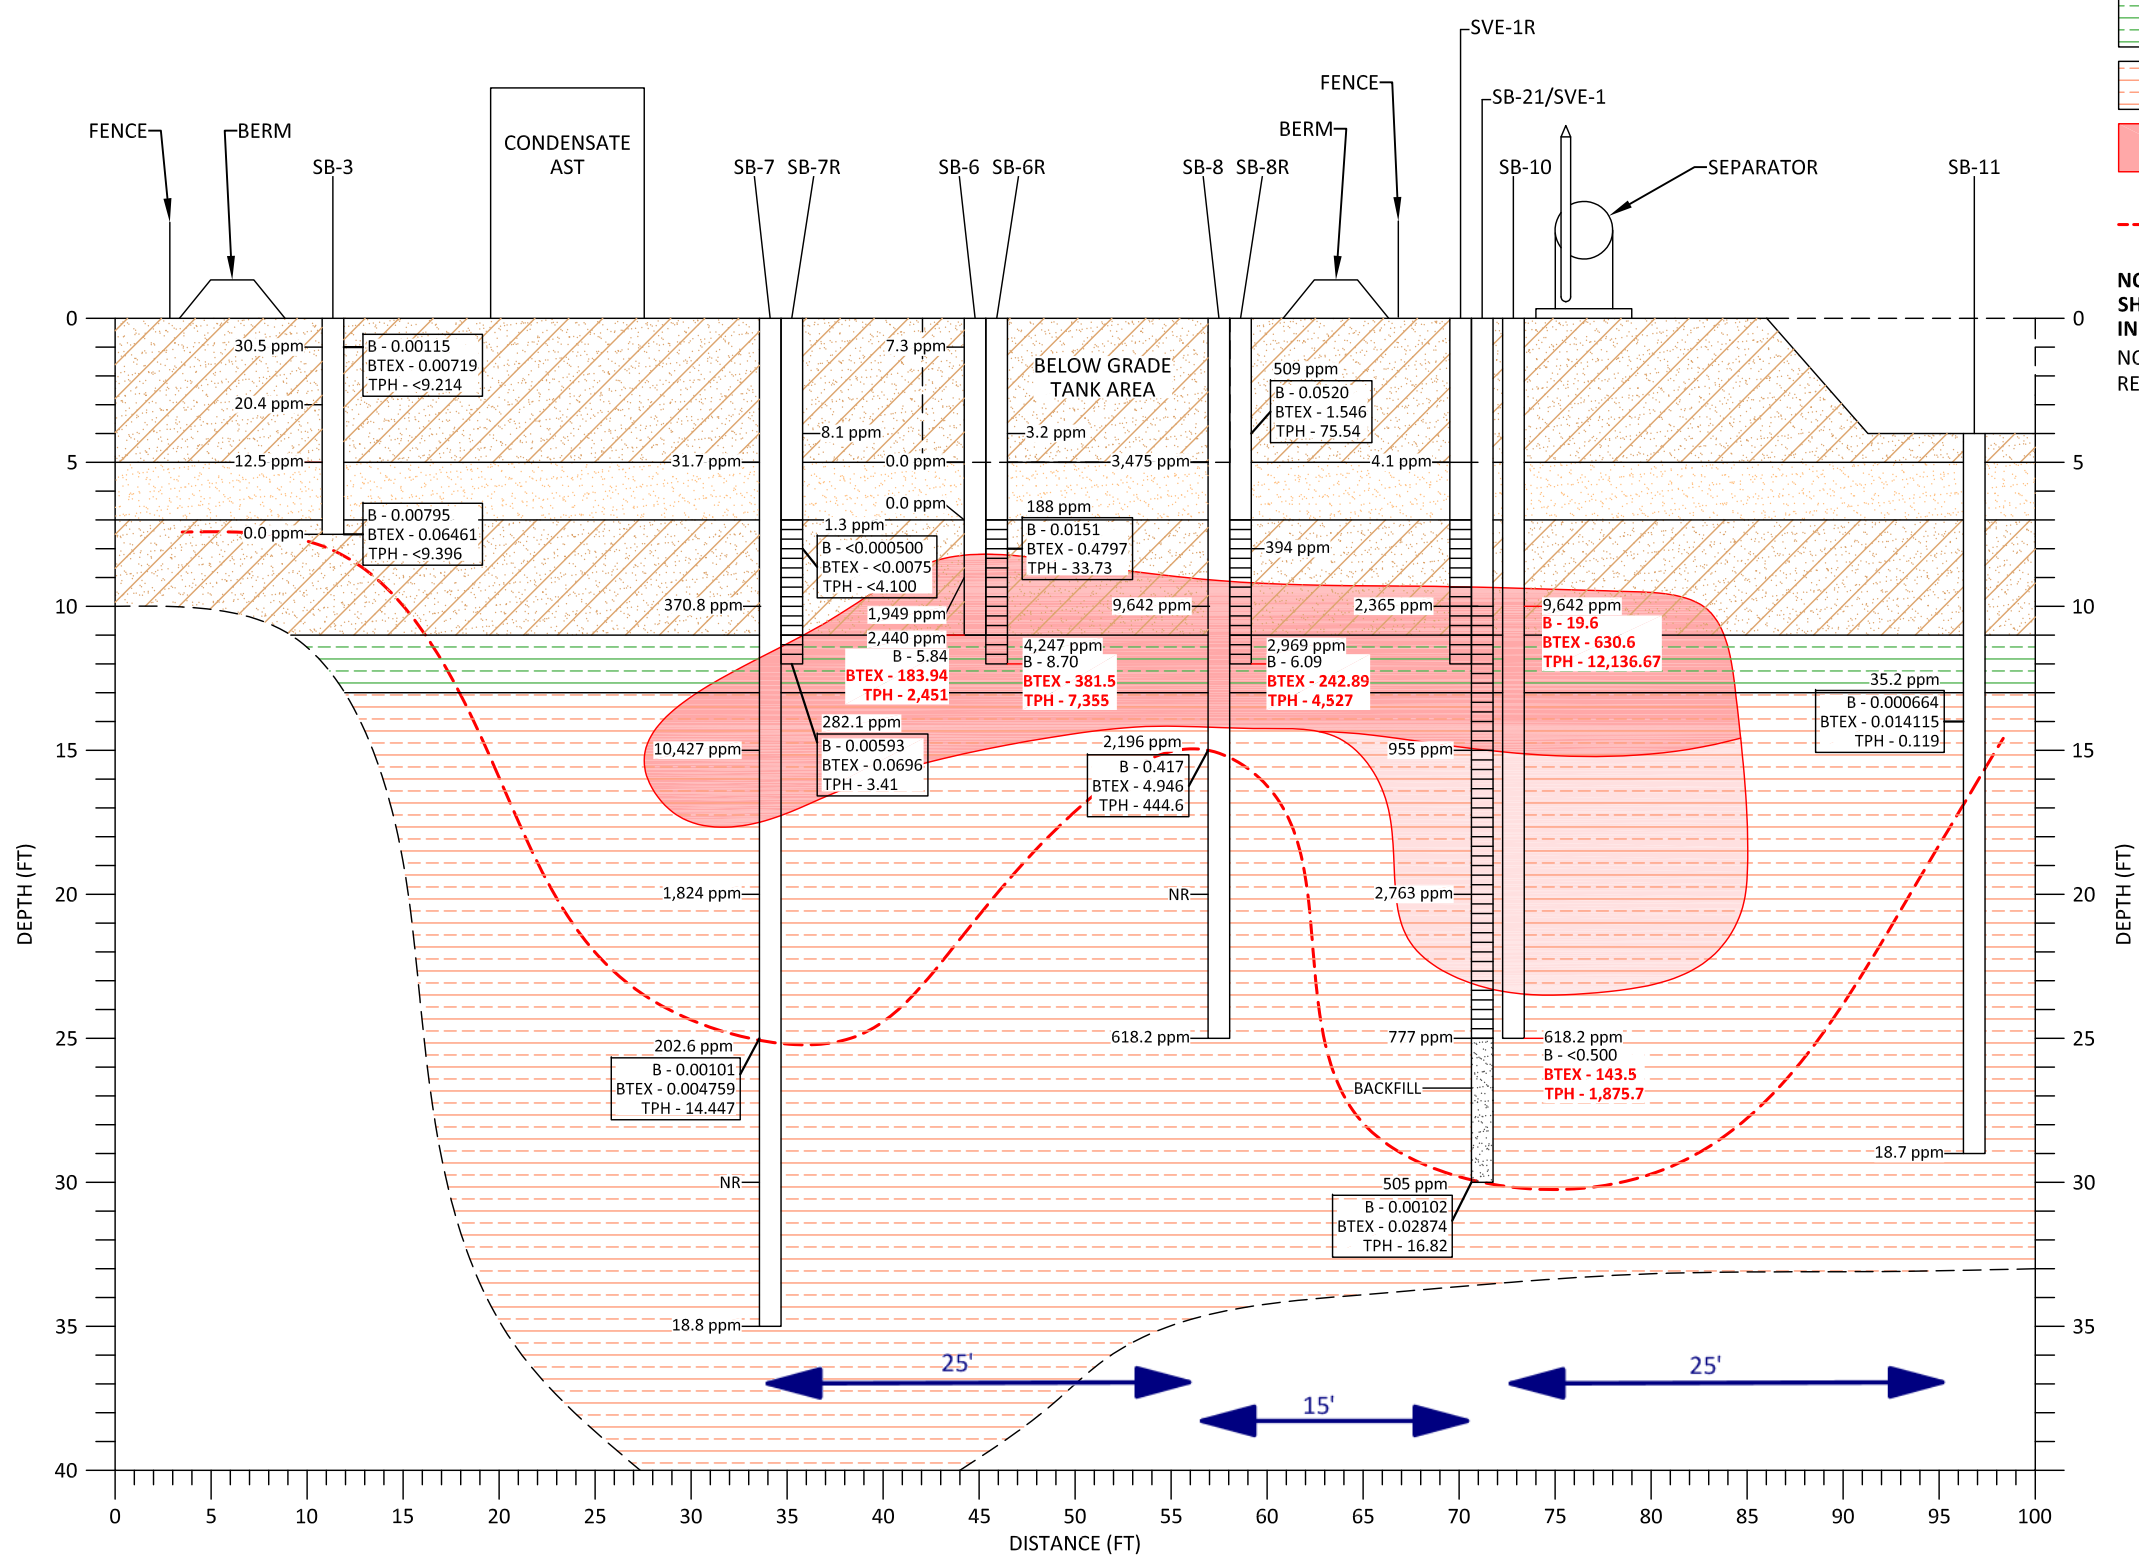 SVE-1R
FENCE
SB-21/SVE-1
FENCE
BERM
BERM
CONDENSATE
AST
SB-3
SB-7
SB-7R
SB-6
SB-6R
SB-8
SB-8R
SB-10
SEPARATOR
SB-11
NO
SH
IN
NO
RE
0
0
30.5 ppm
B - 0.00115
BTEX - 0.00719
TPH - <9.214
7.3 ppm
BELOW GRADE
TANK AREA
509 ppm
B - 0.0520
BTEX - 1.546
TPH - 75.54
20.4 ppm
8.1 ppm
3.2 ppm
5
12.5 ppm
31.7 ppm
0.0 ppm
3,475 ppm
4.1 ppm
5
0.0 ppm
188 ppm
B - 0.0151
BTEX - 0.4797
TPH - 33.73
B - 0.00795
BTEX - 0.06461
TPH - <9.396
0.0 ppm
1.3 ppm
B - <0.000500
BTEX - <0.0075
TPH - <4.100
394 ppm
10
370.8 ppm
1,949 ppm
9,642 ppm
2,365 ppm
9,642 ppm
B - 19.6
BTEX - 630.6
TPH - 12,136.67
10
2,440 ppm
B - 5.84
BTEX - 183.94
TPH - 2,451
4,247 ppm
B - 8.70
BTEX - 381.5
TPH - 7,355
2,969 ppm
B - 6.09
BTEX - 242.89
TPH - 4,527
35.2 ppm
B - 0.000664
BTEX - 0.014115
TPH - 0.119
282.1 ppm
B - 0.00593
BTEX - 0.0696
TPH - 3.41
15
10,427 ppm
2,196 ppm
B - 0.417
BTEX - 4.946
TPH - 444.6
955 ppm
15
DEPTH (FT)
20
1,824 ppm
NR
2,763 ppm
20
DEPTH (FT)
25
202.6 ppm
B - 0.00101
BTEX - 0.004759
TPH - 14.447
618.2 ppm
777 ppm
618.2 ppm
B - <0.500
BTEX - 143.5
TPH - 1,875.7
25
BACKFILL
18.7 ppm
30
NR
505 ppm
B - 0.00102
BTEX - 0.02874
TPH - 16.82
30
35
18.8 ppm
35
25'
15'
25'
40
0
5
10
15
20
25
30
35
40
45
50
55
60
65
70
75
80
85
90
95
100
DISTANCE (FT)